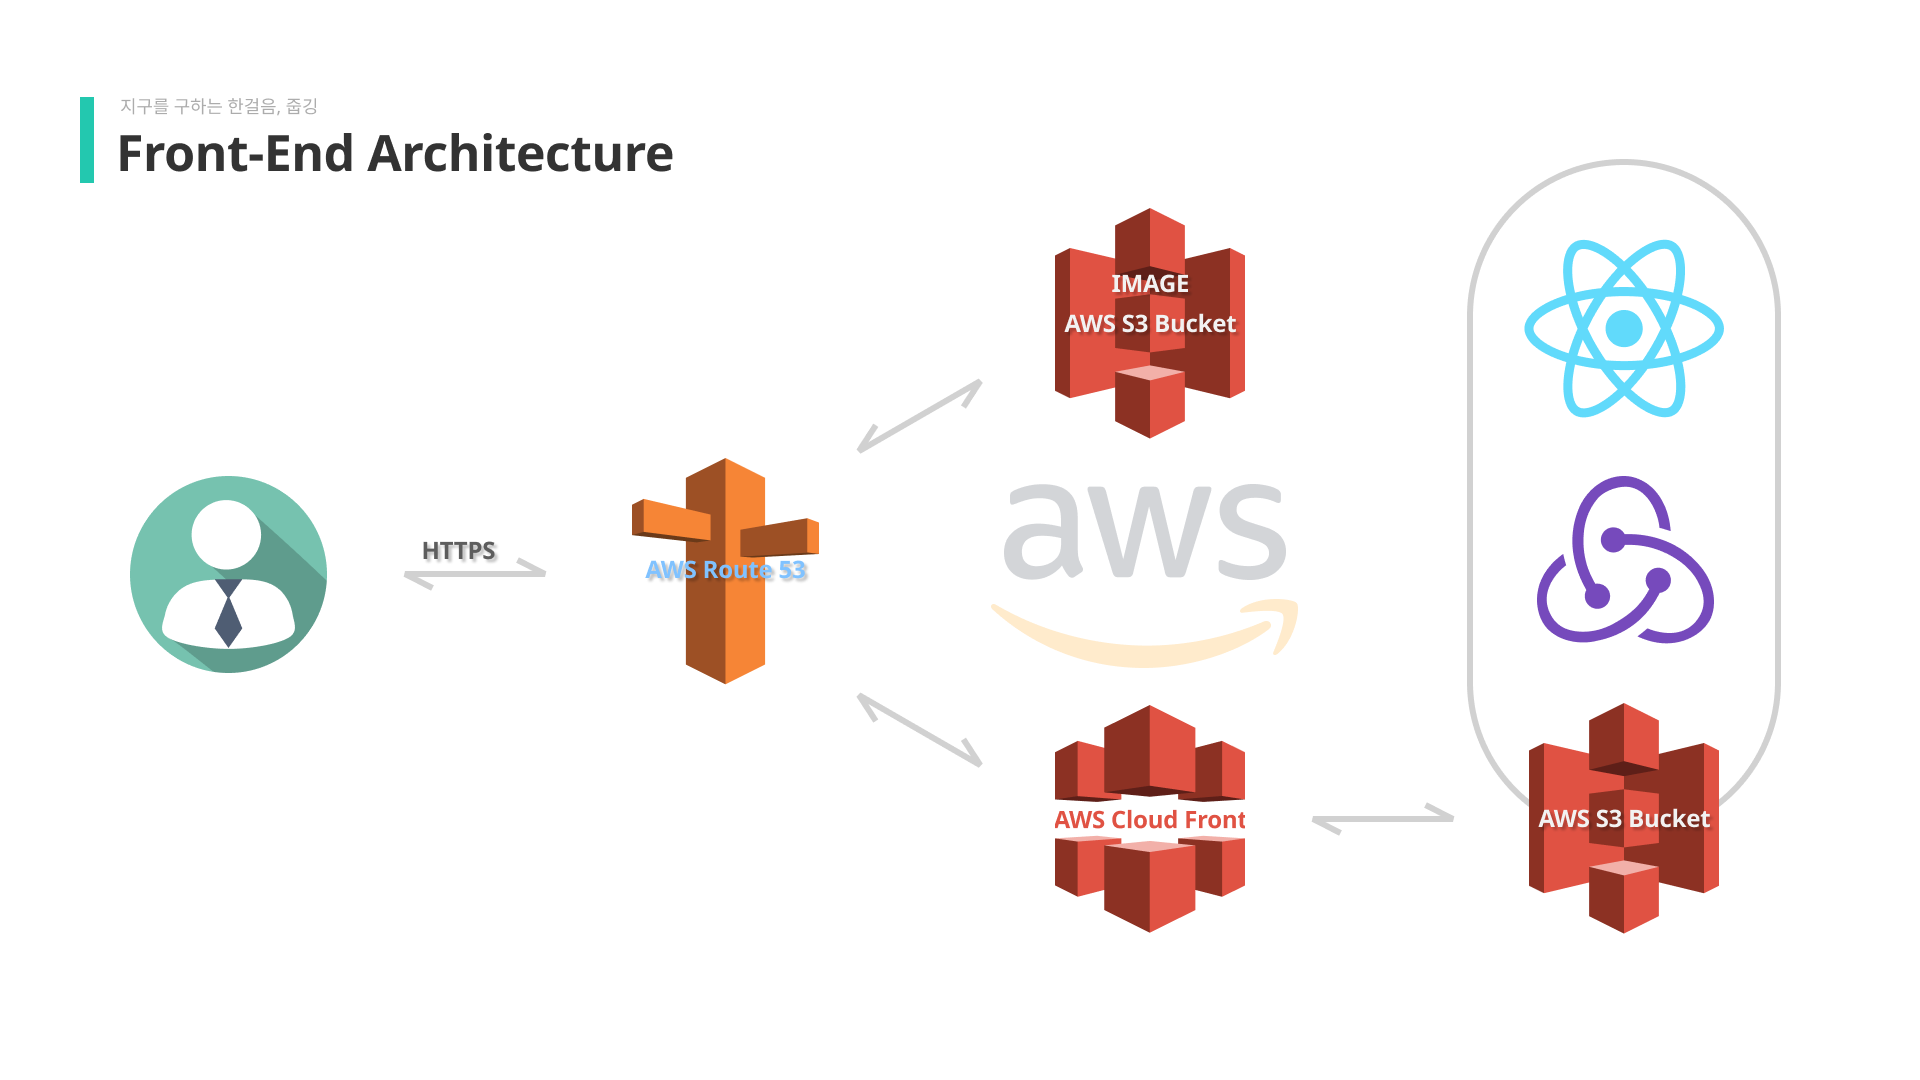 지구를 구하는 한걸음, 줍깅
Front-End Architecture
IMAGE
AWS S3 Bucket
HTTPS
AWS Route 53
aws
AWS Cloud Front
AWS S3 Bucket